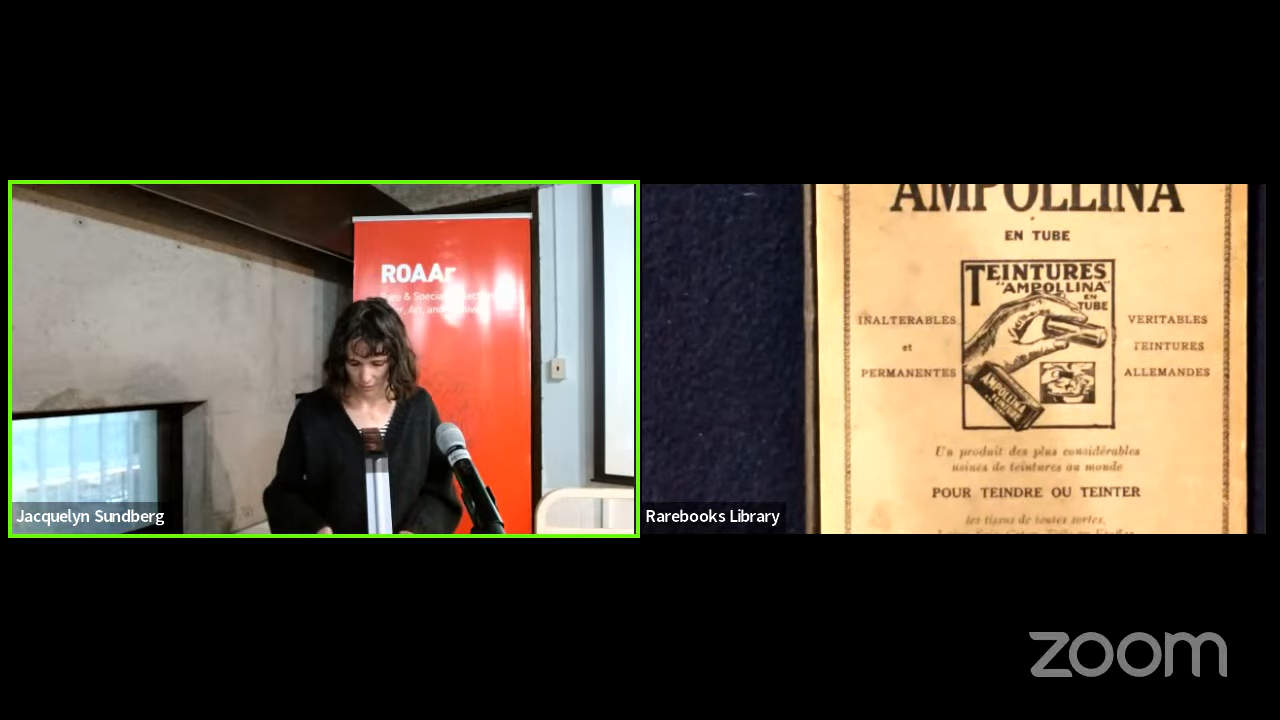 ROAAr
Jacquelyn Sundberg
AMPOLLINA
EN TUBE
TEINTURES
"AMPOLLINA"
EN
TUBE
INALTERABLES
et
PERMANENTES
VERITABLES
TEINTURES
ALLEMANDES
AMPOLLINA
Un produit des plus considérables
usines de teintures au monde
POUR TEINDRE OU TEINTER
les tissus de toutes sortes,
Rarebooks Library
zoom